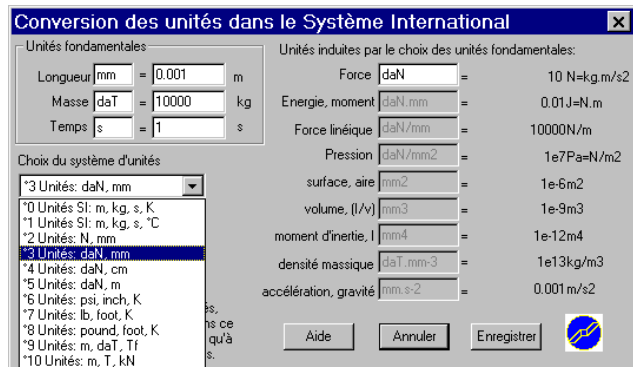 Conversion des unités dans le Système International
Unités fondamentales
Longueur mm = 0.001 m
Masse daT = 10000 kg
Temps s = 1 s
Choix du système d'unités
*3 Unités: daN, mm
*0 Unités SI: m, kg, s, K
*1 Unités SI: m, kg, s, °C
*2 Unités: N, mm
*3 Unités: daN, mm
*4 Unités: daN, cm
*5 Unités: daN, m
*6 Unités: psi, inch, K
*7 Unités: lb, foot, K
*8 Unités: pound, foot, K
*9 Unités: m, daT, Tf
*10 Unités: m, T, kN
ce
qu'à
Unités induites par le choix des unités fondamentales:
Force daN = 10 N=kg.m/s2
Energie, moment daN.mm = 0.01J=N.m
Force linéique daN/mm = 10000N/m
Pression daN/mm2 = 1e7Pa=N/m2
surface, aire mm2 = 1e-6m2
volume, (l/v) mm3 = 1e-9m3
moment d'inertie, I mm4 = 1e-12m4
densité massique daT.mm-3 = 1e13kg/m3
accélération, gravité mm.s-2 = 0.001m/s2
Aide Annuler Enregistrer